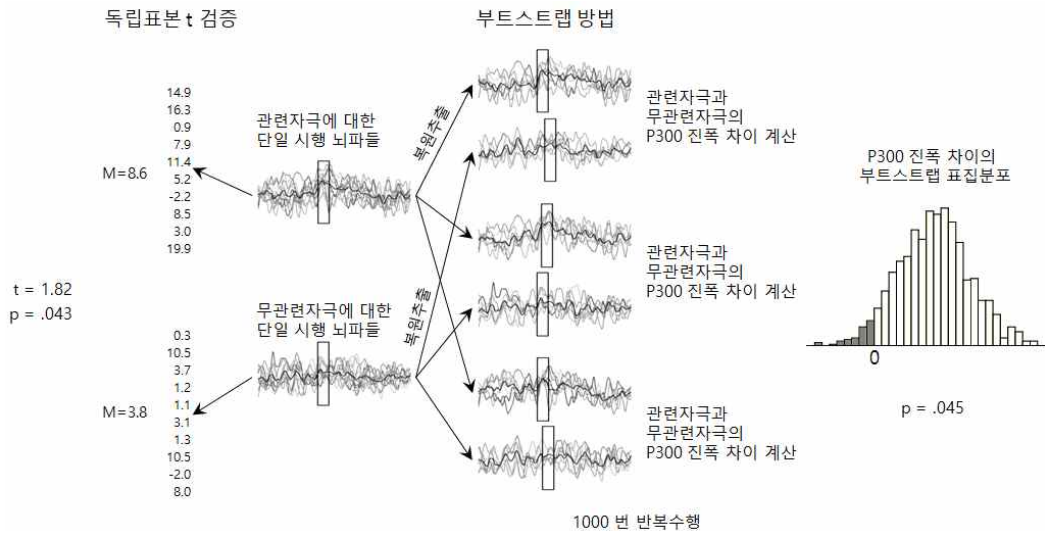 독립표본 t 검증
부트스트랩 방법
14.9
16.3
0.9
7.9
11.4
5.2
-2.2
8.5
3.0
19.9
M=8.6
관련자극에 대한
단일 시행 뇌파들
t = 1.82
p = .043
무관련자극에 대한
단일 시행 뇌파들
0.3
10.5
3.7
1.2
1.1
3.1
1.3
10.5
-2.0
8.0
M=3.8
복원추출
복원추출
관련자극과
무관련자극의
P300 진폭 차이 계산
관련자극과
무관련자극의
P300 진폭 차이 계산
관련자극과
무관련자극의
P300 진폭 차이 계산
1000 번 반복수행
P300 진폭 차이의
부트스트랩 표집분포
0
p = .045